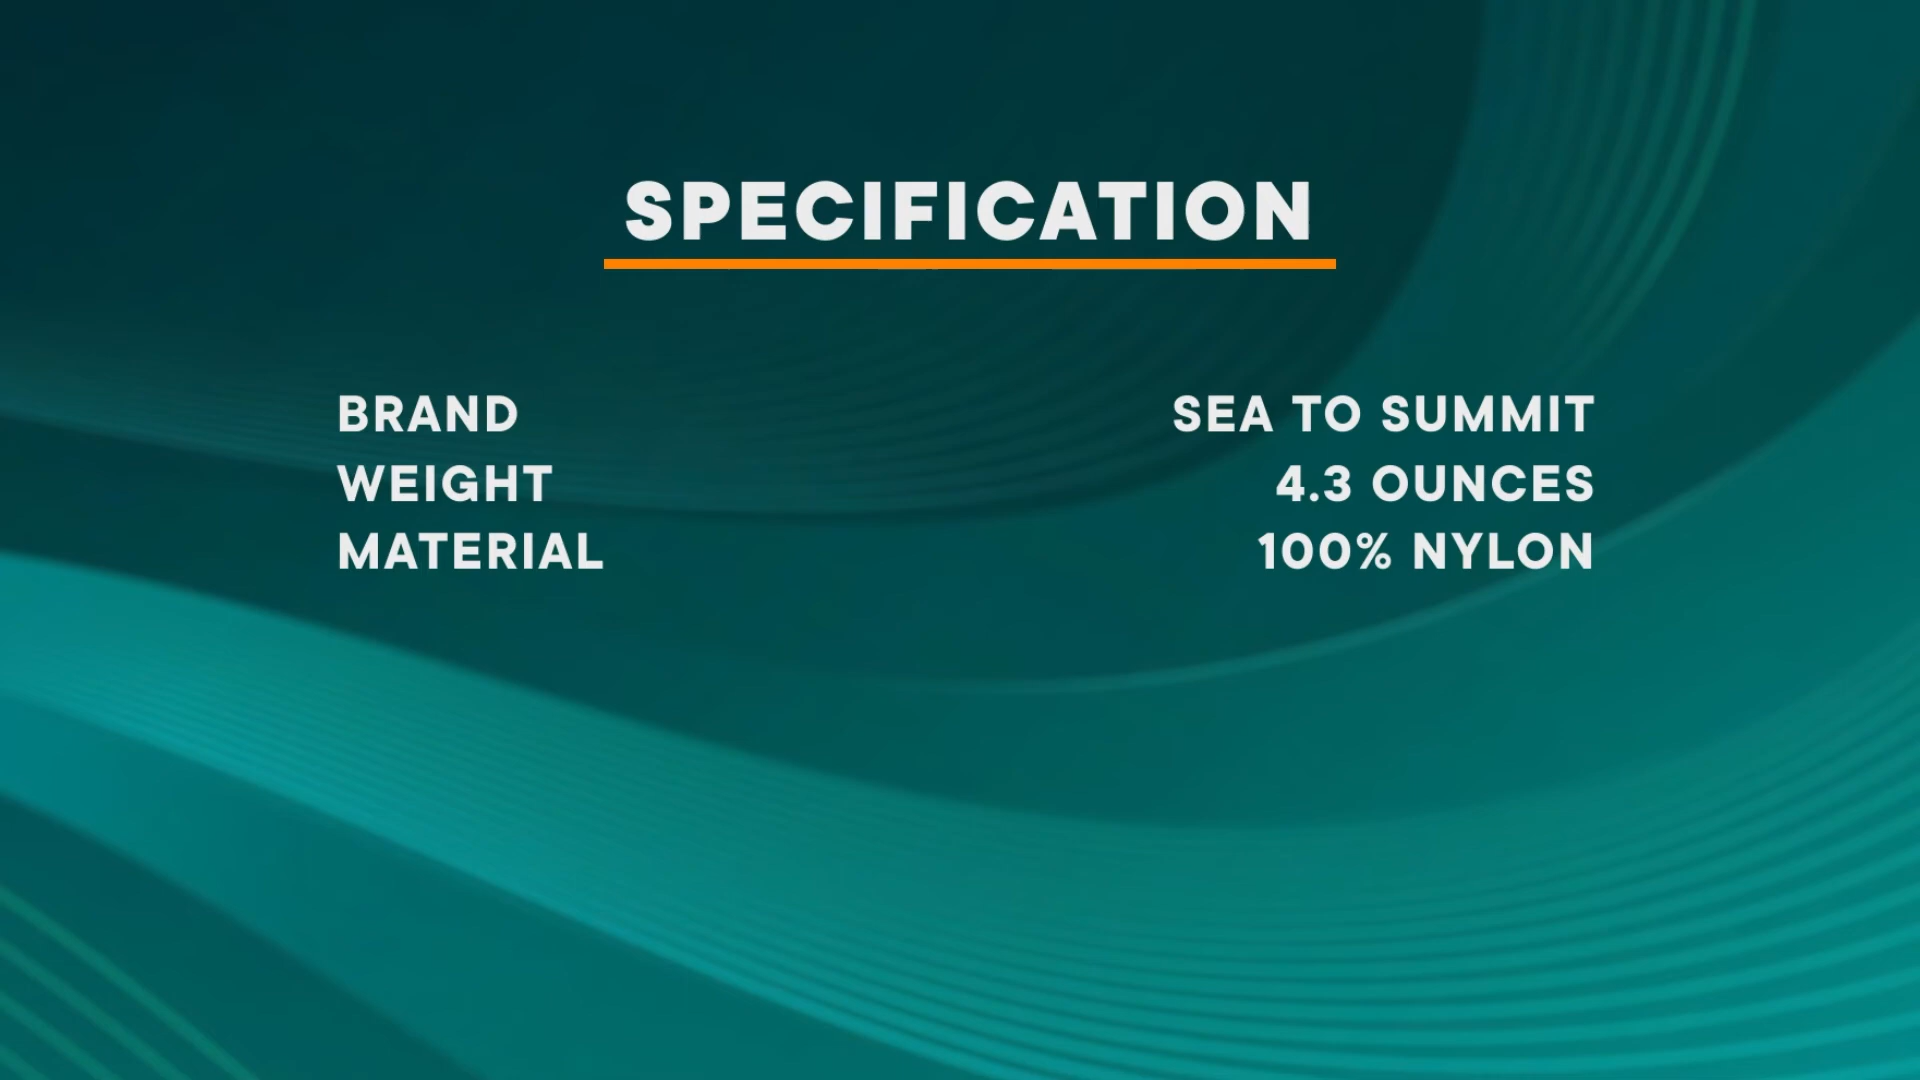 SPECIFICATION
BRAND SEA TO SUMMIT
WEIGHT 4.3 OUNCES
MATERIAL 100% NYLON